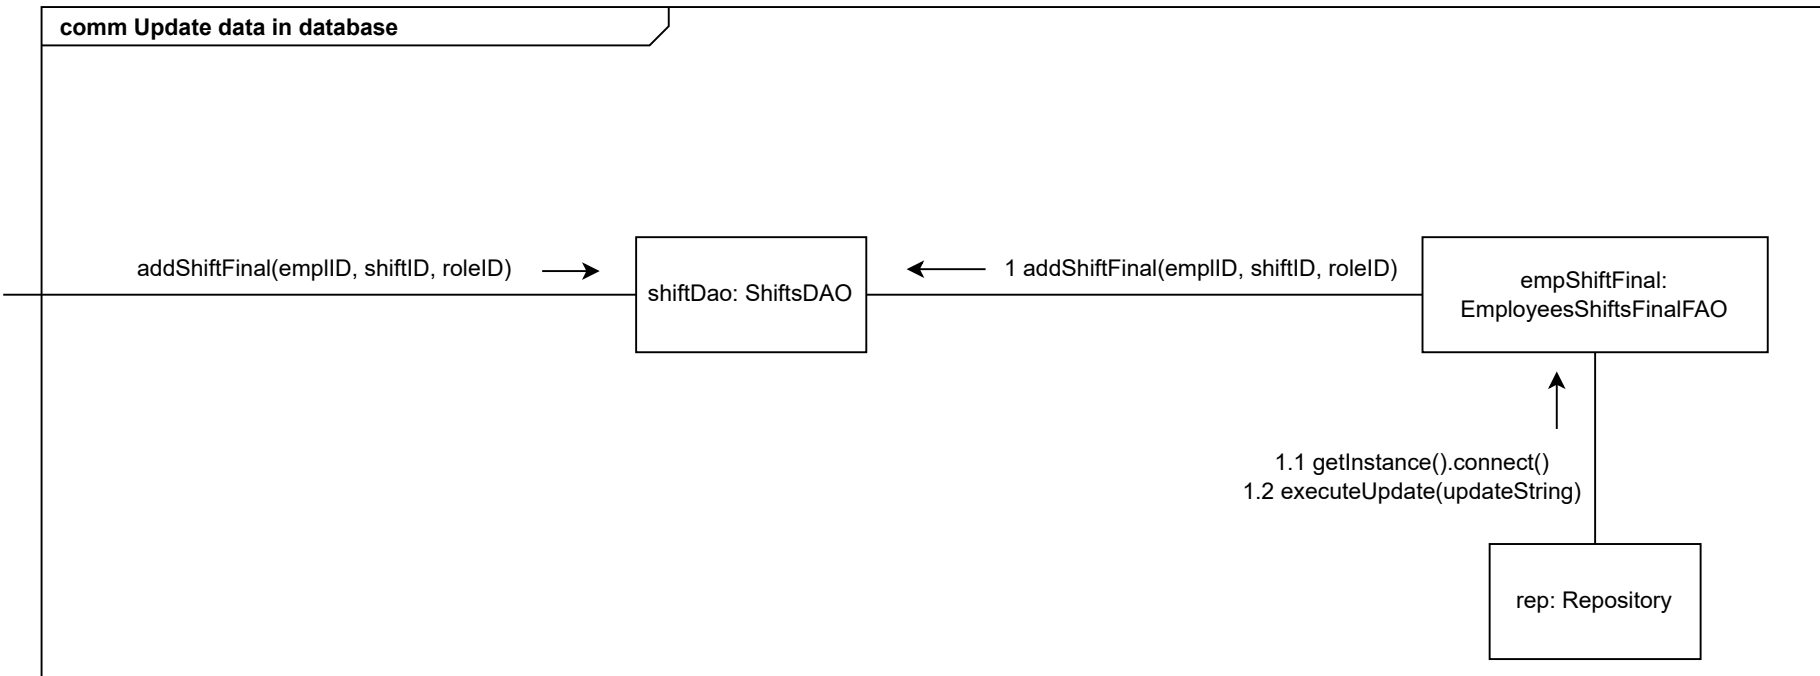 comm Update data in database
addShiftFinal(emplID, shiftID, roleID)
shiftDao: ShiftsDAO
1 addShiftFinal(emplID, shiftID, roleID)
empShiftFinal:
EmployeesShiftsFinalFAO
1.1 getInstance().connect()
1.2 executeUpdate(updateString)
rep: Repository